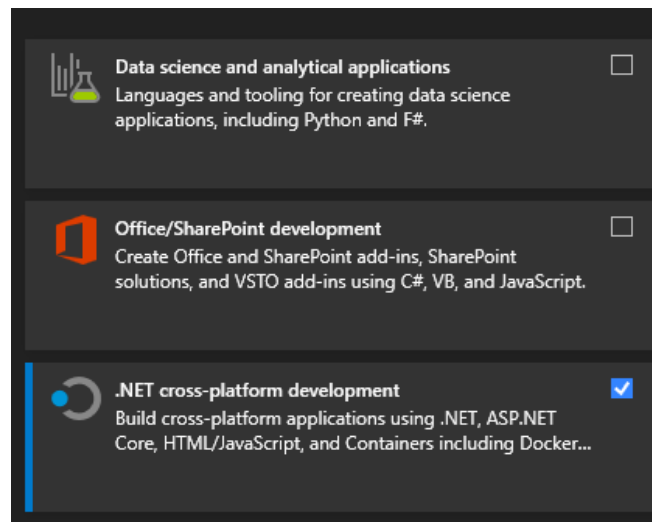 Data science and analytical applications
Languages and tooling for creating data science
applications, including Python and F#.
Office/SharePoint development
Create Office and SharePoint add-ins, SharePoint
solutions, and VSTO add-ins using C#, VB, and JavaScript.
.NET cross-platform development
Build cross-platform applications using .NET, ASP.NET
Core, HTML/JavaScript, and Containers including Docker...